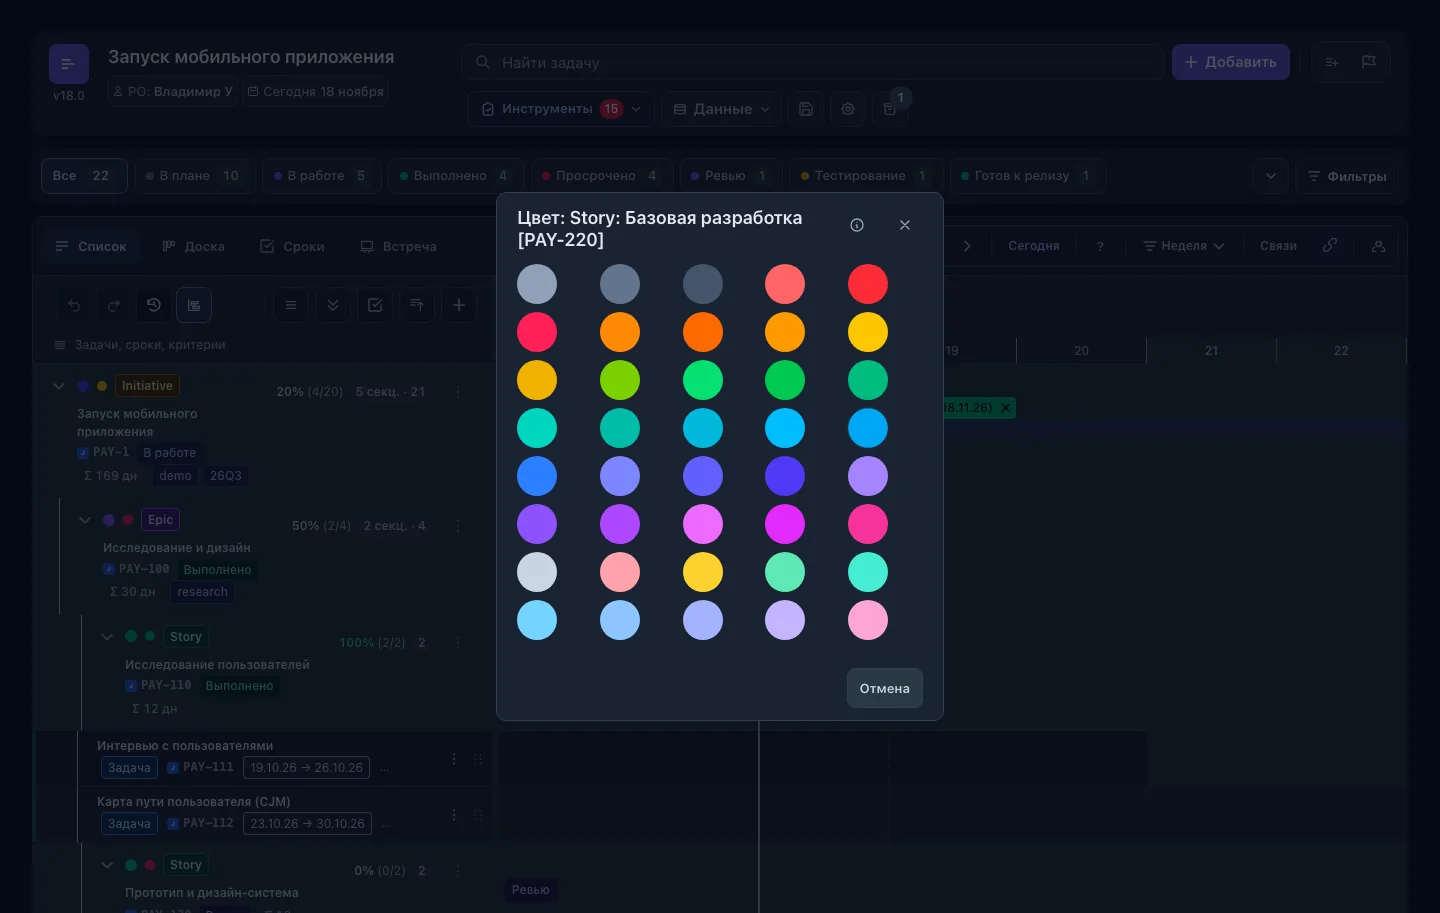 Запуск мобильного приложения
v18.0
PO: Владимир У
Сегодня 18 ноября
Найти задачу
Добавить
Инструменты 15
Данные
1
Все 22
В плане 10
В работе 5
Выполнено 4
Просрочено 4
Ревью 1
Тестирование 1
Готов к релизу 1
Фильтры
Список
Доска
Сроки
Встреча
Сегодня
?
Неделя
Связи
Задачи, сроки, критерии
19
20
21
22
Цвет: Story: Базовая разработка
[PAY-220]
Отмена
Initiative
20% (4/20) 5 секц. · 21
Запуск мобильного
приложения
PAY-1 В работе
Σ 169 дн demo 26Q3
18.11.26) ×
Epic
50% (2/4) 2 секц. · 4
Исследование и дизайн
PAY-100 Выполнено
Σ 30 дн research
Story
100% (2/2) 2
Исследование пользователей
PAY-110 Выполнено
Σ 12 дн
Интервью с пользователями
Задача PAY-111 19.10.26 → 26.10.26 ...
Карта пути пользователя (CJM)
Задача PAY-112 23.10.26 → 30.10.26 ...
Story
0% (0/2) 2
Прототип и дизайн-система
Ревью